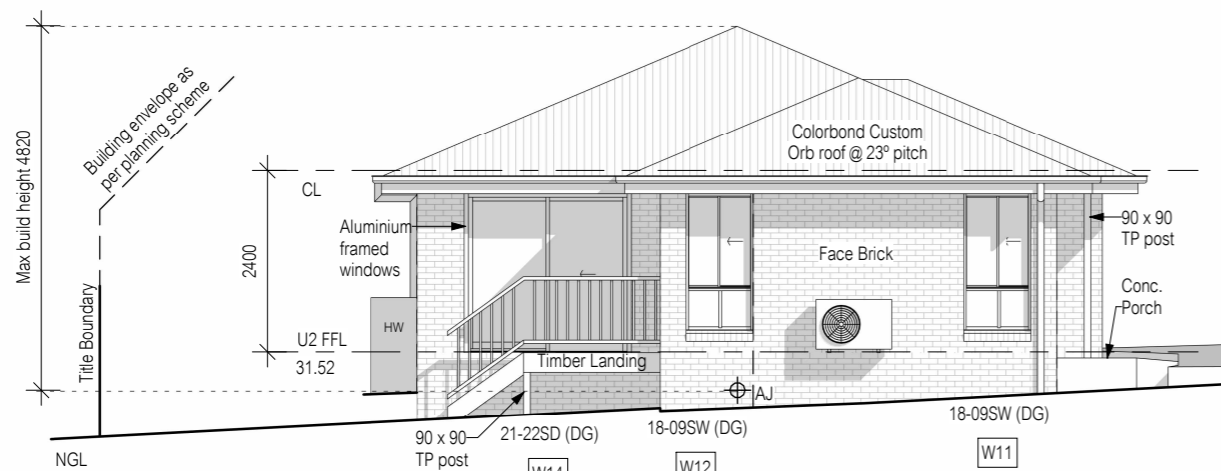 Max build height 4820
Building envelope as
per planning scheme
Title Boundary
CL
2400
U2 FFL
31.52
NGL
HW
Aluminium
framed
windows
Colorbond Custom
Orb roof @ 23º pitch
Face Brick
90 x 90
TP post
Conc.
Porch
Timber Landing
AJ
90 x 90
TP post
21-22SD (DG)
W14
18-09SW (DG)
W12
18-09SW (DG)
W11